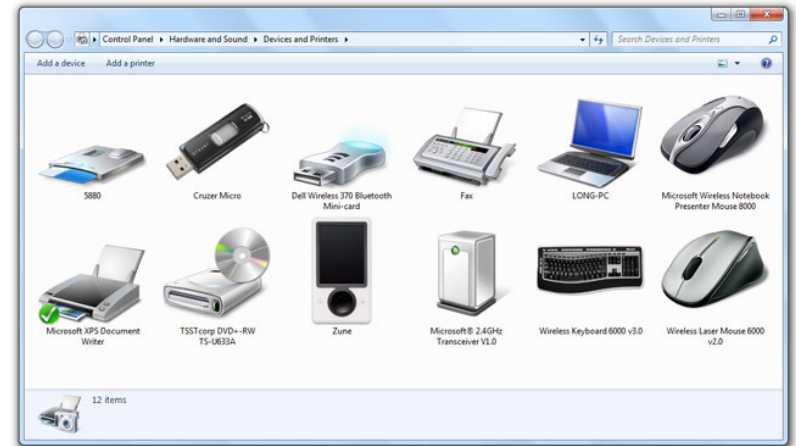 Control Panel ▸ Hardware and Sound ▸ Devices and Printers ▸
Search Devices and Printers
Add a device Add a printer
5880
Cruzer Micro
Dell Wireless 370 Bluetooth
Mini-card
Fax
LONG-PC
Microsoft Wireless Notebook
Presenter Mouse 8000
Microsoft XPS Document
Writer
TSSTcorp DVD+-RW
TS-U633A
Zune
Microsoft® 2.4GHz
Transceiver V1.0
Wireless Keyboard 6000 v3.0
Wireless Laser Mouse 6000
v2.0
12 items